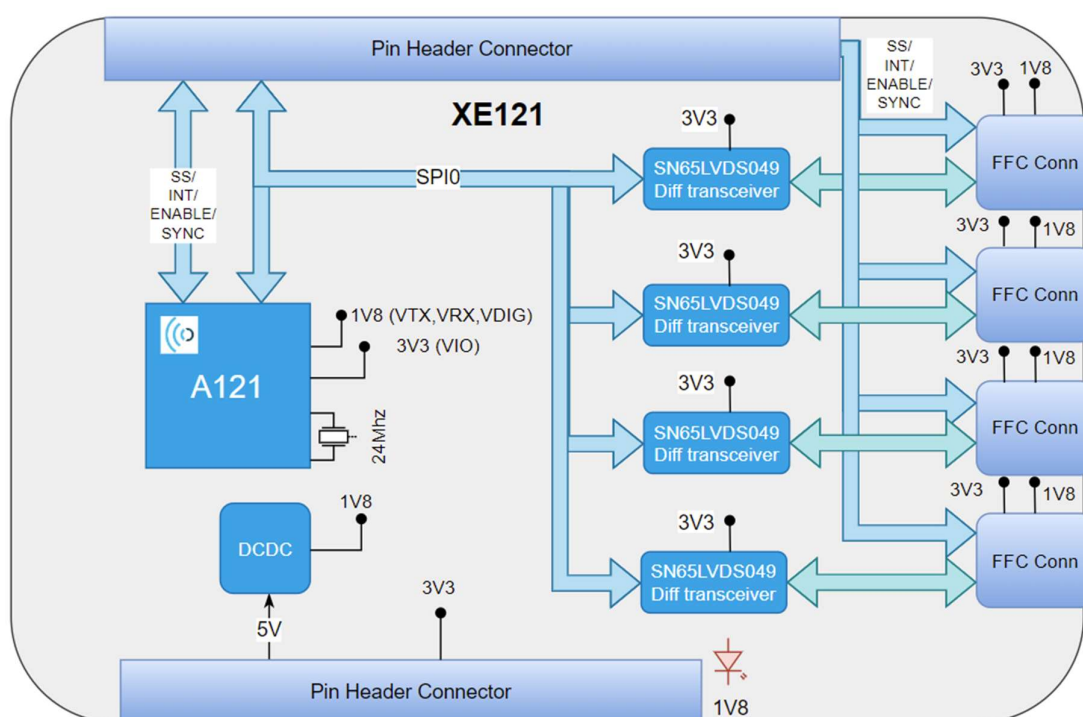 Pin Header Connector
SS/
INT/
ENABLE/
SYNC
3V3
1V8
XE121
3V3
SN65LVDS049
Diff transceiver
FFC Conn
SPI0
SS/
INT/
ENABLE/
SYNC
3V3
1V8
3V3
SN65LVDS049
Diff transceiver
FFC Conn
1V8 (VTX,VRX,VDIG)
3V3 (VIO)
A121
24Mhz
3V3
1V8
3V3
SN65LVDS049
Diff transceiver
FFC Conn
3V3
1V8
1V8
DCDC
3V3
SN65LVDS049
Diff transceiver
FFC Conn
3V3
5V
Pin Header Connector
1V8